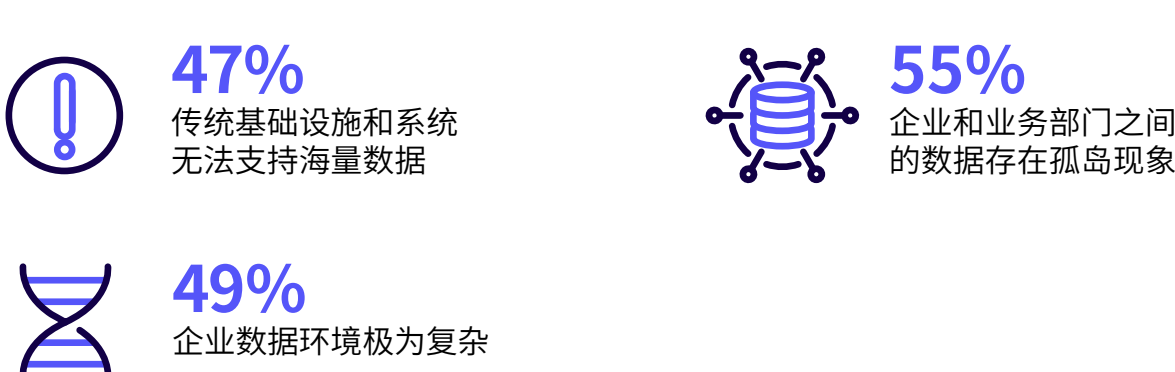 47%
传统基础设施和系统
无法支持海量数据
55%
企业和业务部门之间
的数据存在孤岛现象
49%
企业数据环境极为复杂